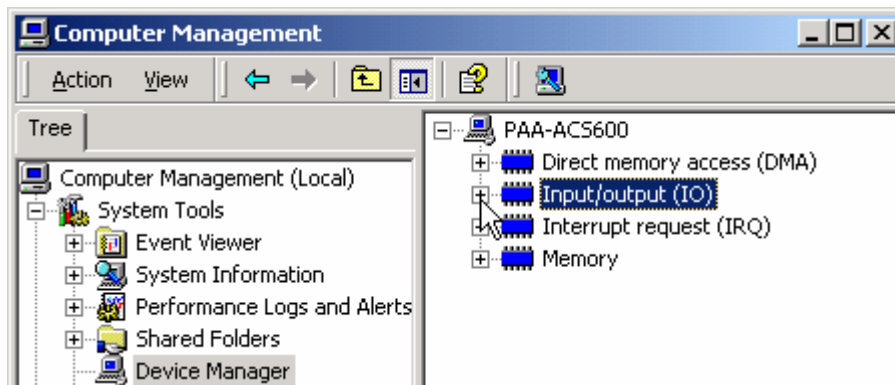 Computer Management
Action View
Tree
Computer Management (Local)
System Tools
Event Viewer
System Information
Performance Logs and Alerts
Shared Folders
Device Manager
PAA-ACS600
Direct memory access (DMA)
Input/output (IO)
Interrupt request (IRQ)
Memory